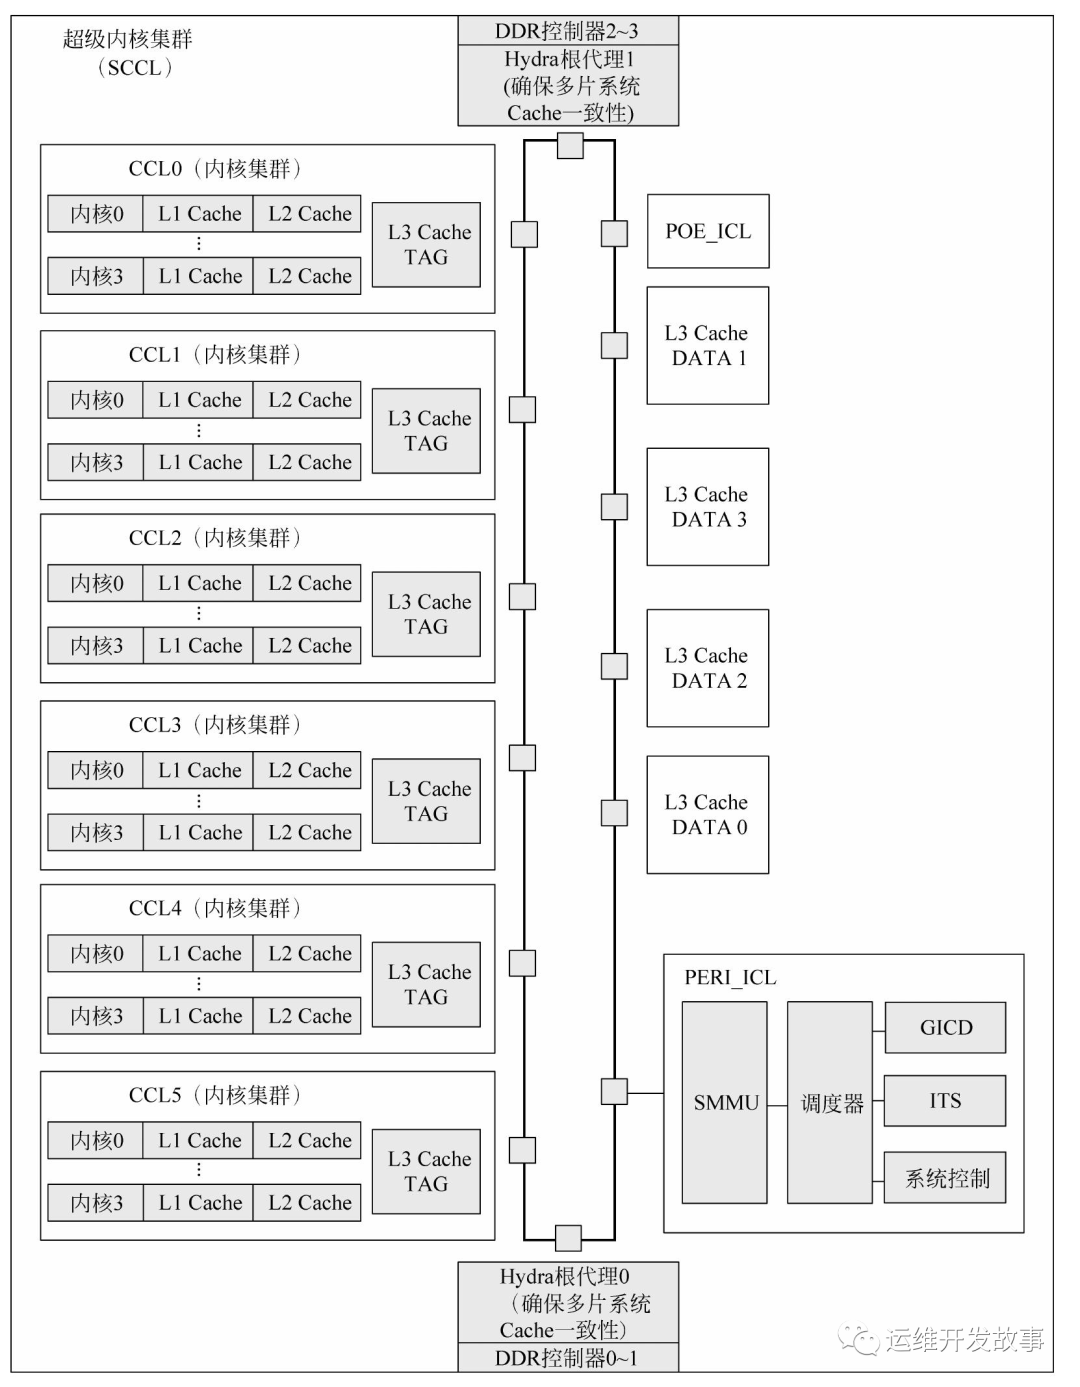 超级内核集群
（SCCL）
DDR控制器2~3
Hydra根代理1
(确保多片系统
Cache一致性)
CCL0（内核集群）
内核0 L1 Cache L2 Cache
⋮
内核3 L1 Cache L2 Cache
L3 Cache
TAG
CCL1（内核集群）
内核0 L1 Cache L2 Cache
⋮
内核3 L1 Cache L2 Cache
L3 Cache
TAG
CCL2（内核集群）
内核0 L1 Cache L2 Cache
⋮
内核3 L1 Cache L2 Cache
L3 Cache
TAG
CCL3（内核集群）
内核0 L1 Cache L2 Cache
⋮
内核3 L1 Cache L2 Cache
L3 Cache
TAG
CCL4（内核集群）
内核0 L1 Cache L2 Cache
⋮
内核3 L1 Cache L2 Cache
L3 Cache
TAG
CCL5（内核集群）
内核0 L1 Cache L2 Cache
⋮
内核3 L1 Cache L2 Cache
L3 Cache
TAG
POE_ICL
L3 Cache
DATA 1
L3 Cache
DATA 3
L3 Cache
DATA 2
L3 Cache
DATA 0
PERI_ICL
SMMU
调度器
GICD
ITS
系统控制
Hydra根代理0
（确保多片系统
Cache一致性）
DDR控制器0~1
运维开发故事